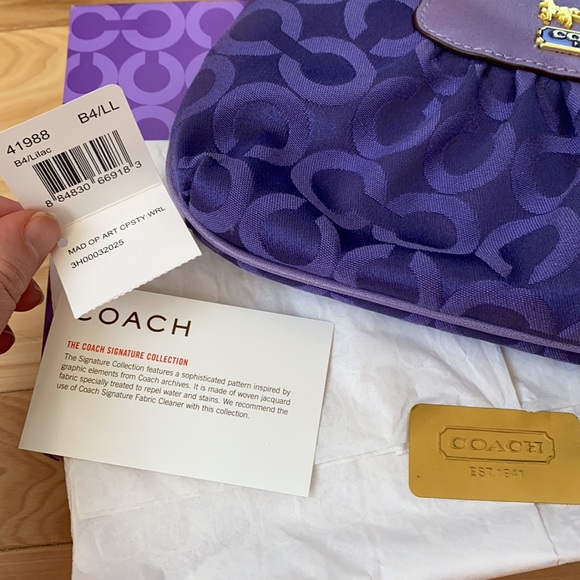 41988
B4/LL
B4/Lilac
8 84830 66918 3
MAD OP ART CPSTY WRL
3H00032025
COACH
THE COACH SIGNATURE COLLECTION
The Signature Collection features a sophisticated pattern inspired by
graphic elements from Coach archives. It is made of woven jacquard
fabric specially treated to repel water and stains. We recommend the
use of Coach Signature Fabric Cleaner with this collection.
COACH
EST. 1941